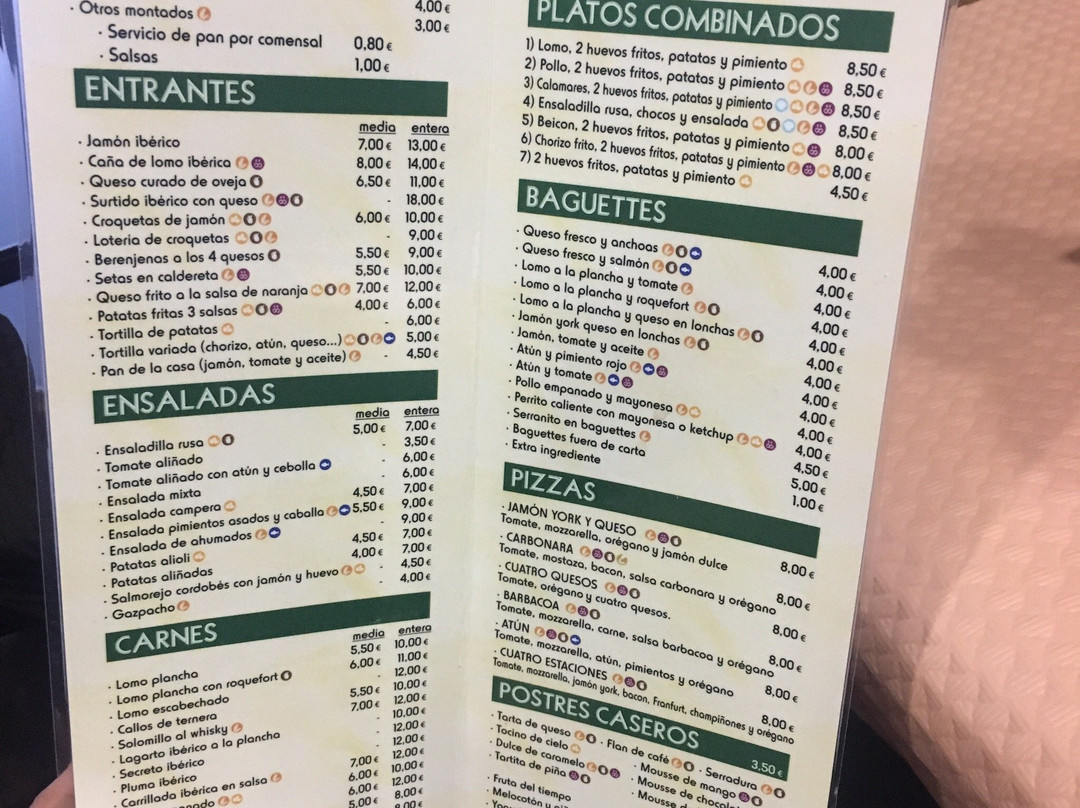 · Otros montados 4,00 €
3,00 €
· Servicio de pan por comensal 0,80 €
· Salsas 1,00 €
ENTRANTES
media entera
· Jamón ibérico 7,00 € 13,00 €
· Caña de lomo ibérica 8,00 € 14,00 €
· Queso curado de oveja 6,50 € 11,00 €
· Surtido ibérico con queso - 18,00 €
· Croquetas de jamón 6,00 € 10,00 €
· Loteria de croquetas - 9,00 €
· Berenjenas a los 4 quesos 5,50 € 9,00 €
· Setas en caldereta 5,50 € 10,00 €
· Queso frito a la salsa de naranja 7,00 € 12,00 €
· Patatas fritas 3 salsas 4,00 € 6,00 €
· Tortilla de patatas - 6,00 €
· Tortilla variada (chorizo, atún, queso...) - 5,00 €
· Pan de la casa (jamón, tomate y aceite) - 4,50 €
ENSALADAS
media entera
· Ensaladilla rusa 5,00 € 7,00 €
· Tomate aliñado - 3,50 €
· Tomate aliñado con atún y cebolla - 6,00 €
· Ensalada mixta - 6,00 €
· Ensalada campera 4,50 € 7,00 €
· Ensalada pimientos asados y caballa 5,50 € 9,00 €
· Ensalada de ahumados - 9,00 €
· Patatas alioli 4,50 € 7,00 €
· Patatas aliñadas 4,00 € 7,00 €
· Salmorejo cordobés con jamón y huevo - 4,50 €
· Gazpacho - 4,00 €
CARNES
media entera
· Lomo plancha 5,50 € 10,00 €
· Lomo plancha con roquefort 6,00 € 11,00 €
· Lomo escabechado - 12,00 €
· Callos de ternera 5,50 € 10,00 €
· Solomillo al whisky 7,00 € 12,00 €
· Lagarto ibérico a la plancha - 10,00 €
· Secreto ibérico - 12,00 €
· Pluma ibérico - 12,00 €
· Carrillada ibérica en salsa 7,00 € 12,00 €
6,00 € 10,00 €
6,00 € 12,00 €
5,00 € 8,00 €
PLATOS COMBINADOS
1) Lomo, 2 huevos fritos, patatas y pimiento 8,50 €
2) Pollo, 2 huevos fritos, patatas y pimiento 8,50 €
3) Calamares, 2 huevos fritos, patatas y pimiento 8,50 €
4) Ensaladilla rusa, chocos y ensalada 8,50 €
5) Beicon, 2 huevos fritos, patatas y pimiento 8,00 €
6) Chorizo frito, 2 huevos fritos, patatas y pimiento 8,00 €
7) 2 huevos fritos, patatas y pimiento 4,50 €
BAGUETTES
· Queso fresco y anchoas 4,00 €
· Queso fresco y salmón 4,00 €
· Lomo a la plancha y tomate 4,00 €
· Lomo a la plancha y roquefort 4,00 €
· Lomo a la plancha y queso en lonchas 4,00 €
· Jamón york queso en lonchas 4,00 €
· Jamón, tomate y aceite 4,00 €
· Atún y pimiento rojo 4,00 €
· Atún y tomate 4,00 €
· Pollo empanado y mayonesa 4,00 €
· Perrito caliente con mayonesa o ketchup 4,00 €
· Serranito en baguettes 4,50 €
· Baguettes fuera de carta 5,00 €
· Extra ingrediente 1,00 €
PIZZAS
· JAMÓN YORK Y QUESO
Tomate, mozzarella, orégano y jamón dulce 8,00 €
· CARBONARA
Tomate, mostaza, bacon, salsa carbonara y orégano 8,00 €
· CUATRO QUESOS
Tomate, orégano y cuatro quesos. 8,00 €
· BARBACOA
Tomate, mozzarella, carne, salsa barbacoa y orégano 8,00 €
· ATÚN
Tomate, mozzarella, atún, pimientos y orégano 8,00 €
· CUATRO ESTACIONES
Tomate, mozzarella, jamón york, bacon, Franfurt, champiñones y orégano 8,00 €
POSTRES CASEROS 3,50 €
· Tarta de queso · Flan de café · Serradura
· Tocino de cielo · Mousse de mango
· Dulce de caramelo · Mousse de chocolat
· Tartita de piña · Mousse d
· Fruta del tiempo
· Melocotón